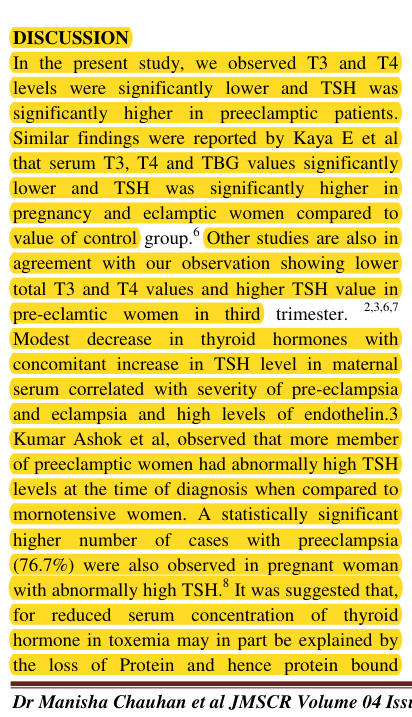 DISCUSSION
In the present study, we observed T3 and T4
levels were significantly lower and TSH was
significantly higher in preeclamptic patients.
Similar findings were reported by Kaya E et al
that serum T3, T4 and TBG values significantly
lower and TSH was significantly higher in
pregnancy and eclamptic women compared to
value of control group.6 Other studies are also in
agreement with our observation showing lower
total T3 and T4 values and higher TSH value in
pre-eclamtic women in third trimester. 2,3,6,7
Modest decrease in thyroid hormones with
concomitant increase in TSH level in maternal
serum correlated with severity of pre-eclampsia
and eclampsia and high levels of endothelin.3
Kumar Ashok et al, observed that more member
of preeclamptic women had abnormally high TSH
levels at the time of diagnosis when compared to
mornotensive women. A statistically significant
higher number of cases with preeclampsia
(76.7%) were also observed in pregnant woman
with abnormally high TSH.8 It was suggested that,
for reduced serum concentration of thyroid
hormone in toxemia may in part be explained by
the loss of Protein and hence protein bound
Dr Manisha Chauhan et al JMSCR Volume 04 Issu